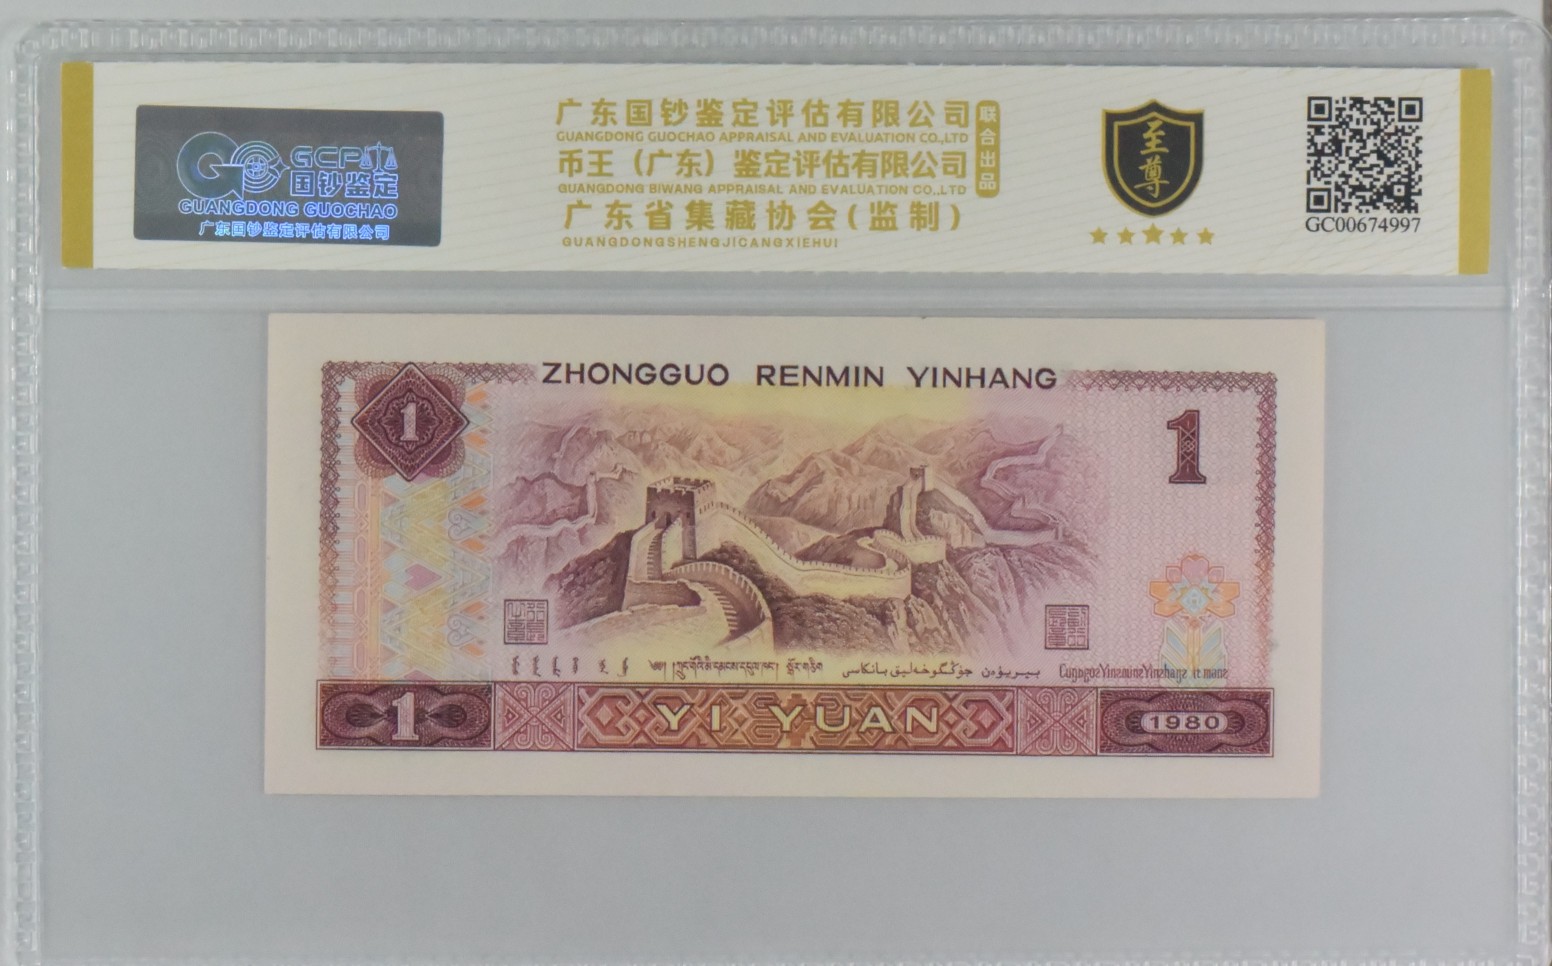 GCP
国钞鉴定
GUANGDONG GUOCHAO
广东国钞鉴定评估有限公司
广东国钞鉴定评估有限公司
GUANGDONG GUOCHAO APPRAISAL AND EVALUATION CO.,LTD
币王（广东）鉴定评估有限公司
GUANGDONG BIWANG APPRAISAL AND EVALUATION CO.,LTD
广东省集藏协会(监制)
GUANGDONGSHENGJICANGXIEHUI
联合出品
至尊
GC00674997
ZHONGGUO RENMIN YINHANG
1
1
1
YI YUAN
1980